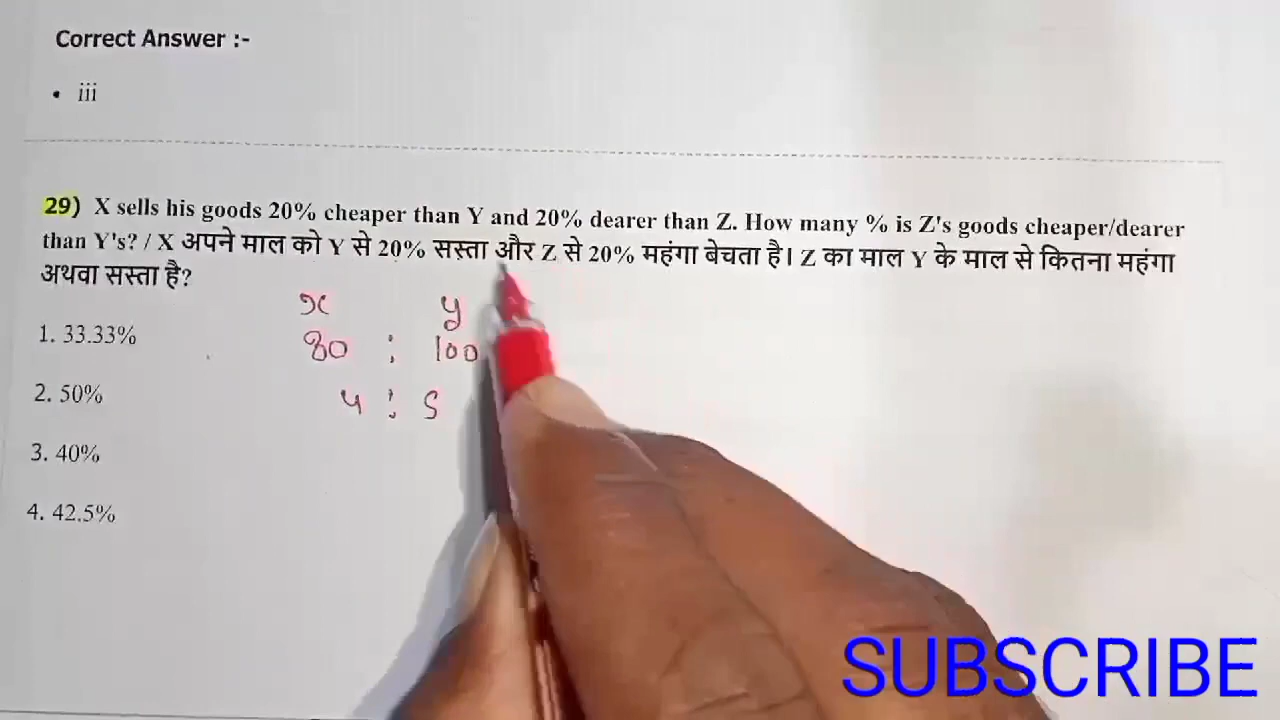 Correct Answer :-
• iii
29) X sells his goods 20% cheaper than Y and 20% dearer than Z. How many % is Z's goods cheaper/dearer
than Y's? / X अपने माल को Y से 20% सस्ता और Z से 20% महंगा बेचता है। Z का माल Y के माल से कितना महंगा
अथवा सस्ता है?
x y
80 : 100
4 : 5
1. 33.33%
2. 50%
3. 40%
4. 42.5%
SUBSCRIBE